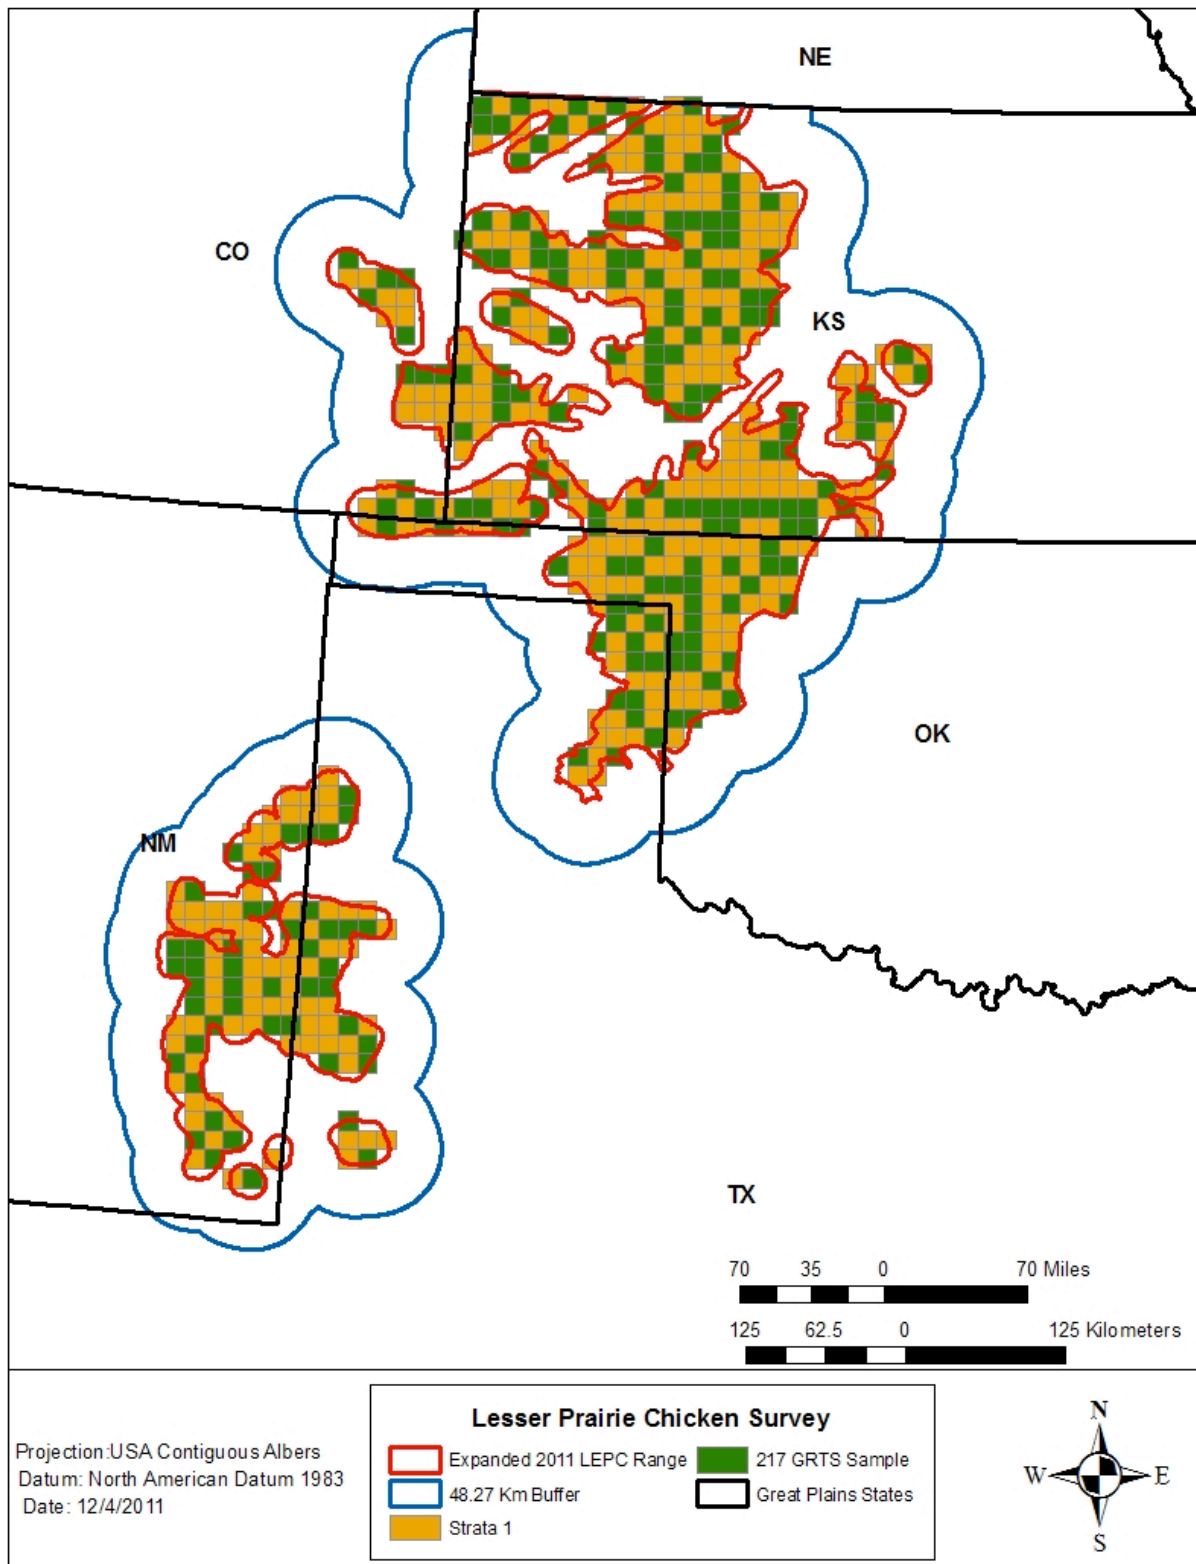 NE
CO
KS
OK
NM
TX
70 35 0 70 Miles
125 62.5 0 125 Kilometers
Lesser Prairie Chicken Survey
Expanded 2011 LEPC Range
217 GRTS Sample
48.27 Km Buffer
Great Plains States
Strata 1
Projection:USA Contiguous Albers
Datum: North American Datum 1983
Date: 12/4/2011
N
W E
S